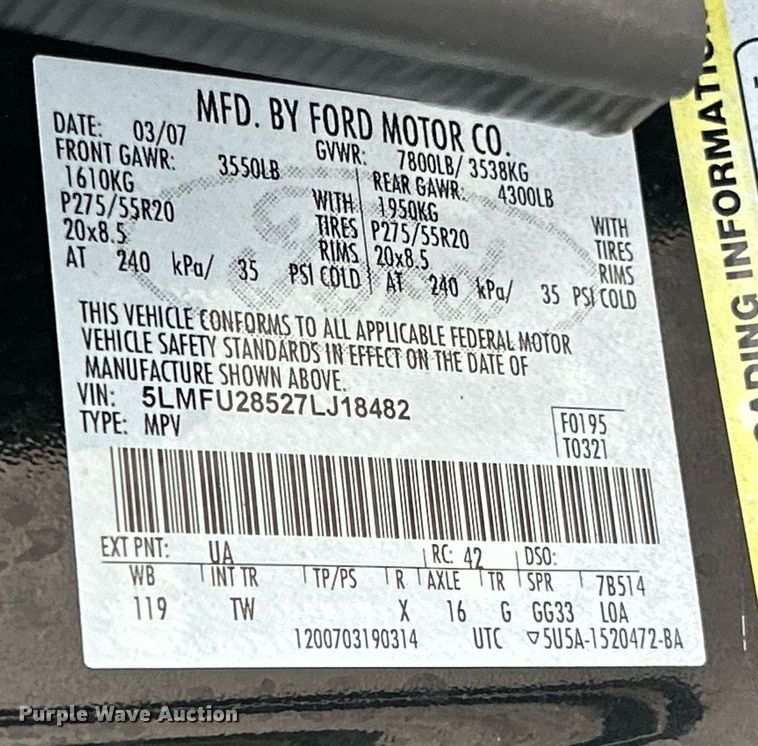 MFD. BY FORD MOTOR CO.
DATE: 03/07 GVWR: 7800LB/ 3538KG
FRONT GAWR: 3550LB REAR GAWR: 4300LB
1610KG WITH 1950KG WITH
P275/55R20 TIRES P275/55R20 TIRES
20x8.5 RIMS 20x8.5 RIMS
AT 240 kPa/ 35 PSI COLD AT 240 kPa/ 35 PSI COLD
THIS VEHICLE CONFORMS TO ALL APPLICABLE FEDERAL MOTOR
VEHICLE SAFETY STANDARDS IN EFFECT ON THE DATE OF
MANUFACTURE SHOWN ABOVE.
VIN: 5LMFU28527LJ18482
TYPE: MPV
F0195
T0321
EXT PNT: UA RC: 42 DSO:
WB INT TR TP/PS R AXLE TR SPR 7B514
119 TW X 16 G GG33 LOA
1200703190314 UTC ▽5U5A-1520472-BA
Purple Wave Auction